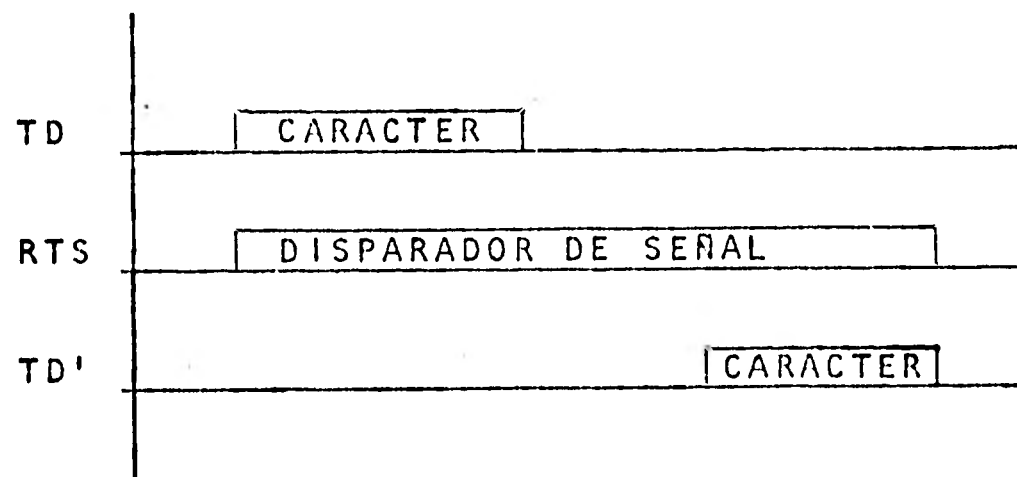 TD CARACTER
RTS DISPARADOR DE SEÑAL
TD' CARACTER